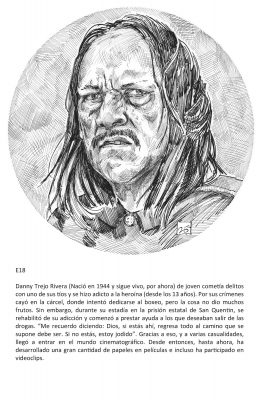 E18
Danny Trejo Rivera (Nació en 1944 y sigue vivo, por ahora) de joven cometía delitos
con uno de sus tíos y se hizo adicto a la heroína (desde los 13 años). Por sus crímenes
cayó en la cárcel, donde intentó dedicarse al boseo, pero la cosa no dio muchos
frutos. Sin embargo, durante su estadía en la prisión estatal de San Quentin, se
rehabilitó de su adicción y comenzó a prestar ayuda a los que deseaban salir de las
drogas. "Me recuerdo diciendo: Dios, si estás ahí, regresa todo al camino que se
supone debe ser. Si no estás, estoy jodido". Gracias a eso, y a varias casualidades,
llegó a entrar en el mundo cinematográfico. Desde entonces, hasta ahora, ha
desarrollado una gran cantidad de papeles en películas e incluso ha participado en
videoclips.